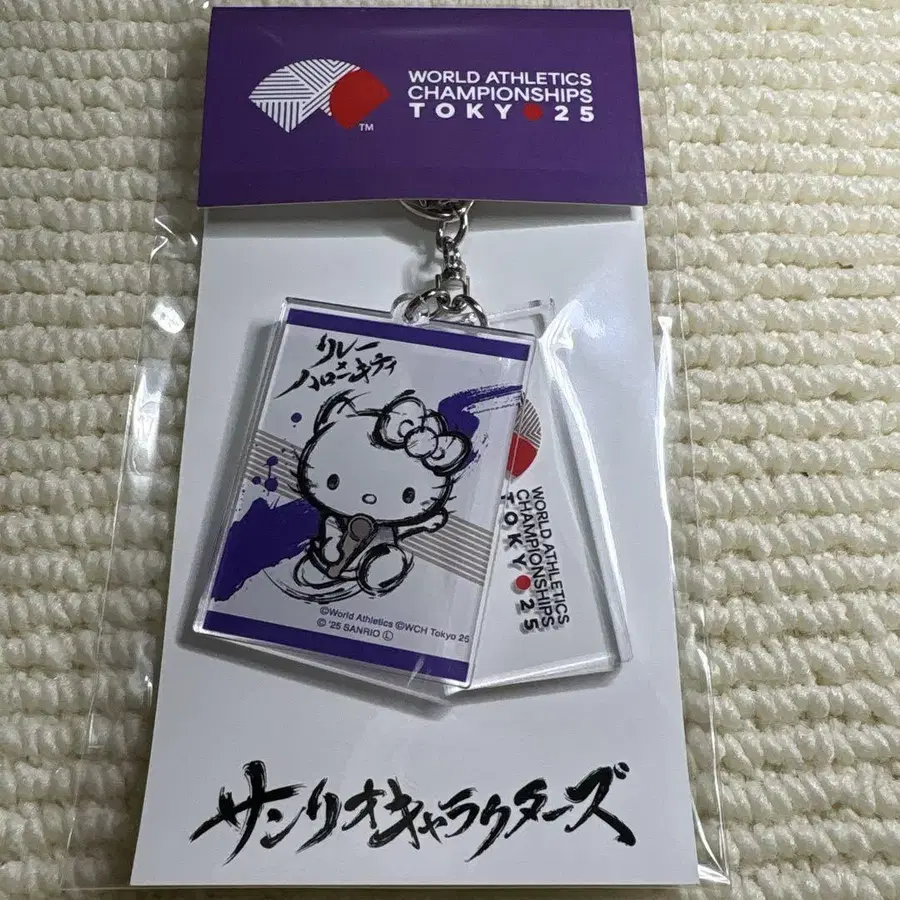 WORLD ATHLETICS
CHAMPIONSHIPS
TOKYO 25
TM
リレー
×
ハローキティ
WORLD ATHLETICS
CHAMPIONSHIPS
TOKYO 25
©World Athletics ©WCH Tokyo 25
© '25 SANRIO Ⓛ
サンリオキャラクターズ